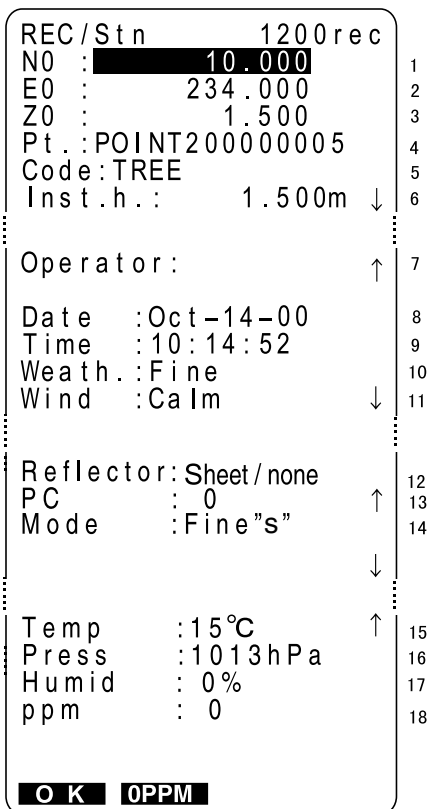 REC/Stn 1200rec
N0 : 10.000 1
E0 : 234.000 2
Z0 : 1.500 3
Pt.:POINT200000005 4
Code:TREE 5
Inst.h.: 1.500m ↓ 6
Operator: ↑ 7
Date :Oct-14-00 8
Time :10:14:52 9
Weath.:Fine 10
Wind :Calm ↓ 11
Reflector:Sheet/none 12
PC : 0 ↑ 13
Mode :Fine"s" 14
↓
Temp :15°C ↑ 15
Press :1013hPa 16
Humid : 0% 17
ppm : 0 18
OK 0PPM